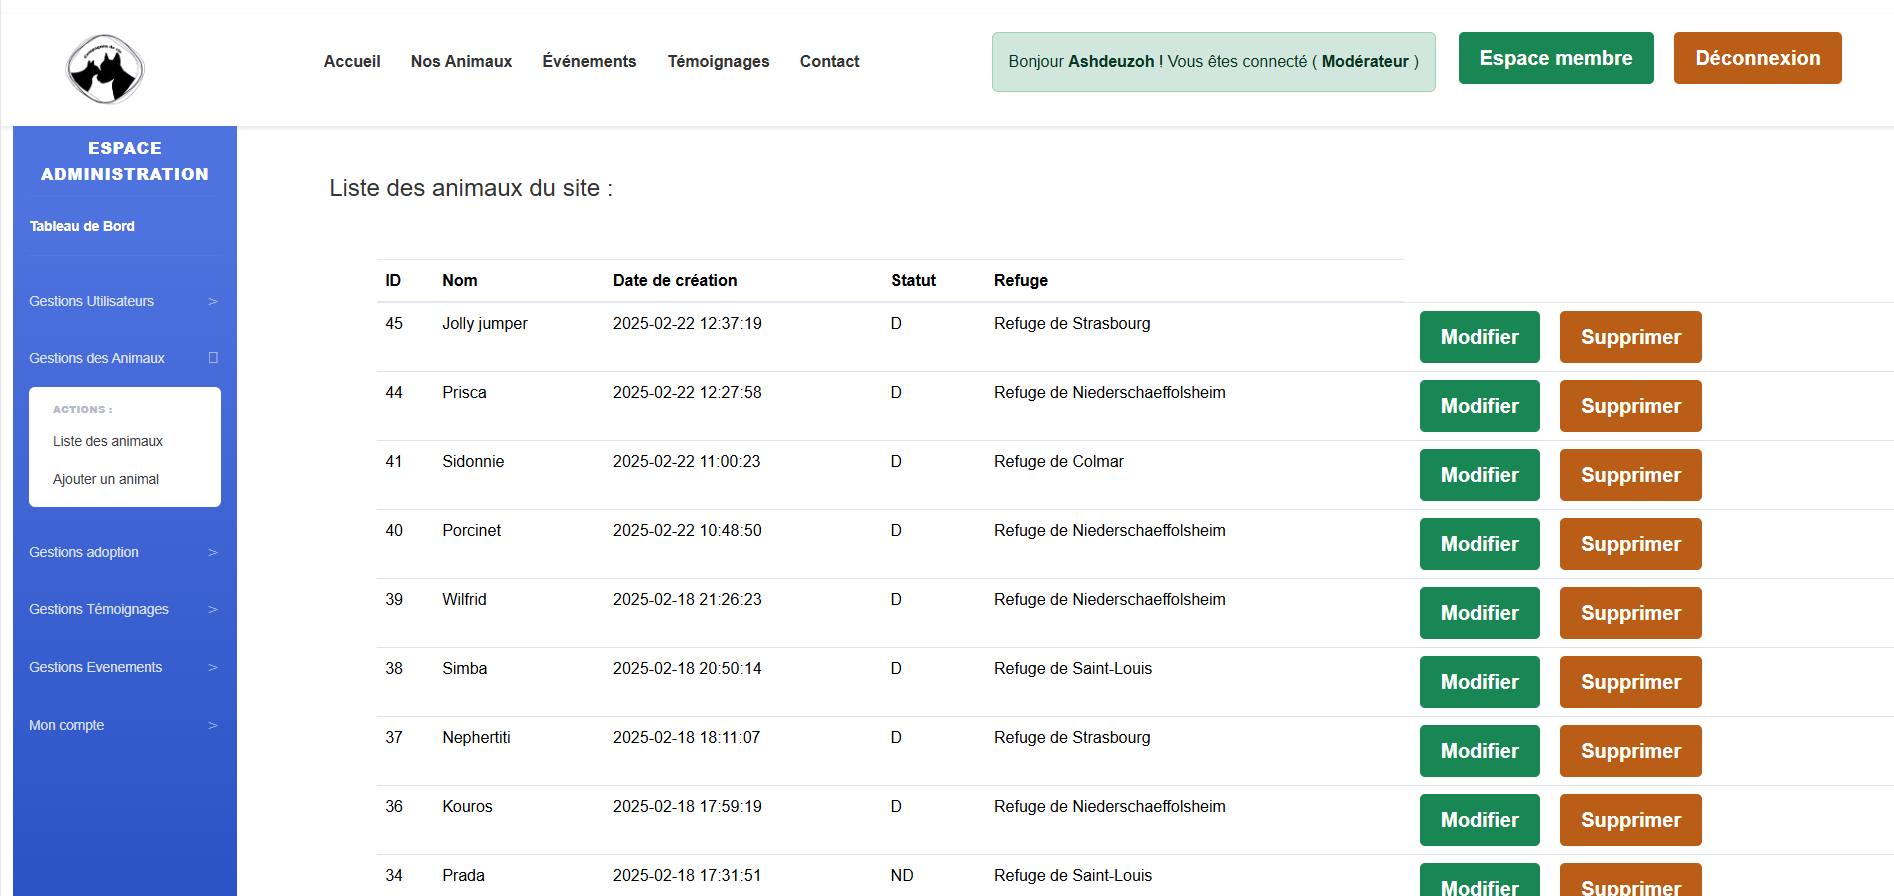 Compagnons de vie
Accueil Nos Animaux Événements Témoignages Contact
Bonjour Ashdeuzoh ! Vous êtes connecté ( Modérateur )
Espace membre
Déconnexion
ESPACE
ADMINISTRATION
Tableau de Bord
Gestions Utilisateurs >
Gestions des Animaux
ACTIONS :
Liste des animaux
Ajouter un animal
Gestions adoption >
Gestions Témoignages >
Gestions Evenements >
Mon compte >
Liste des animaux du site :
ID Nom Date de création Statut Refuge
45 Jolly jumper 2025-02-22 12:37:19 D Refuge de Strasbourg Modifier Supprimer
44 Prisca 2025-02-22 12:27:58 D Refuge de Niederschaeffolsheim Modifier Supprimer
41 Sidonnie 2025-02-22 11:00:23 D Refuge de Colmar Modifier Supprimer
40 Porcinet 2025-02-22 10:48:50 D Refuge de Niederschaeffolsheim Modifier Supprimer
39 Wilfrid 2025-02-18 21:26:23 D Refuge de Niederschaeffolsheim Modifier Supprimer
38 Simba 2025-02-18 20:50:14 D Refuge de Saint-Louis Modifier Supprimer
37 Nephertiti 2025-02-18 18:11:07 D Refuge de Strasbourg Modifier Supprimer
36 Kouros 2025-02-18 17:59:19 D Refuge de Niederschaeffolsheim Modifier Supprimer
34 Prada 2025-02-18 17:31:51 ND Refuge de Saint-Louis Modifier Supprimer